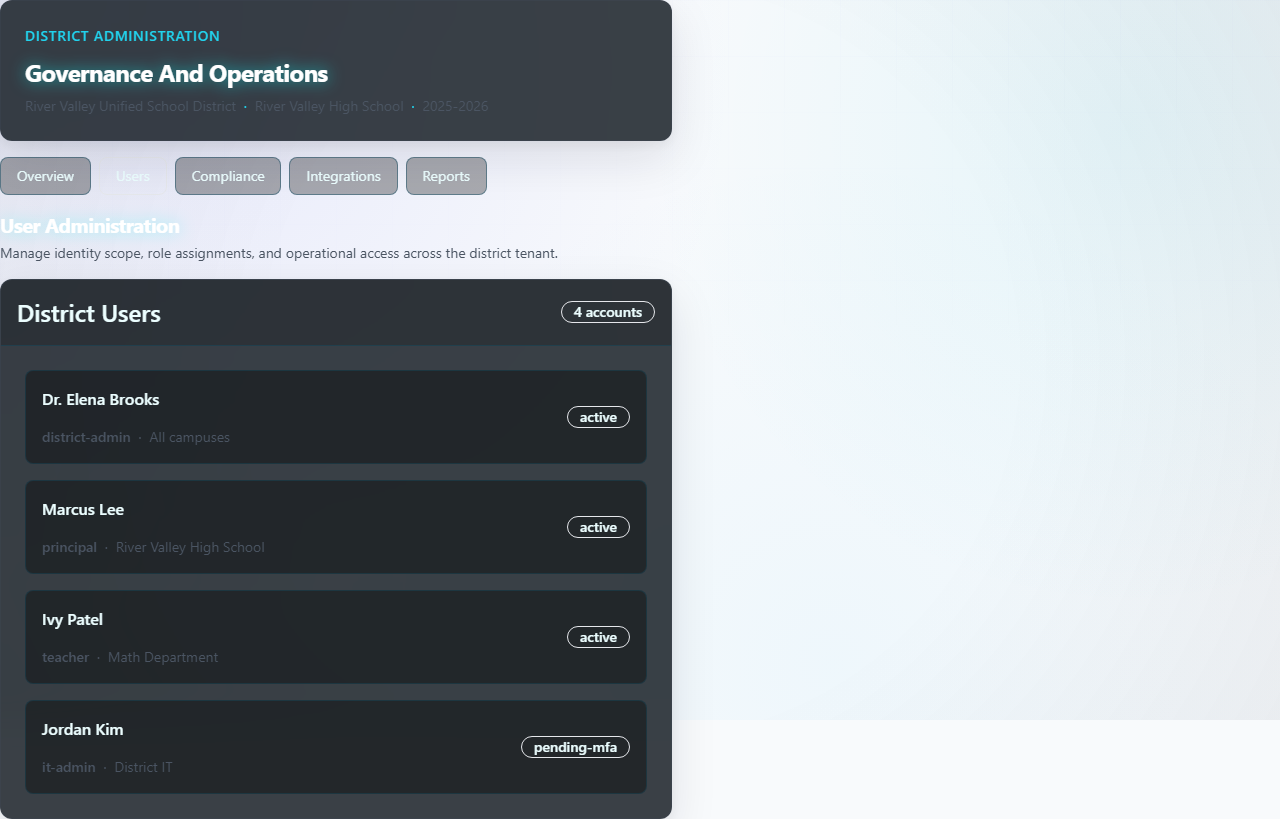 DISTRICT ADMINISTRATION
Governance And Operations
River Valley Unified School District · River Valley High School · 2025–2026
Overview Users Compliance Integrations Reports
User Administration
Manage identity scope, role assignments, and operational access across the district tenant.
District Users 4 accounts
Dr. Elena Brooks
active
district-admin · All campuses
Marcus Lee
active
principal · River Valley High School
Ivy Patel
active
teacher · Math Department
Jordan Kim
pending-mfa
it-admin · District IT